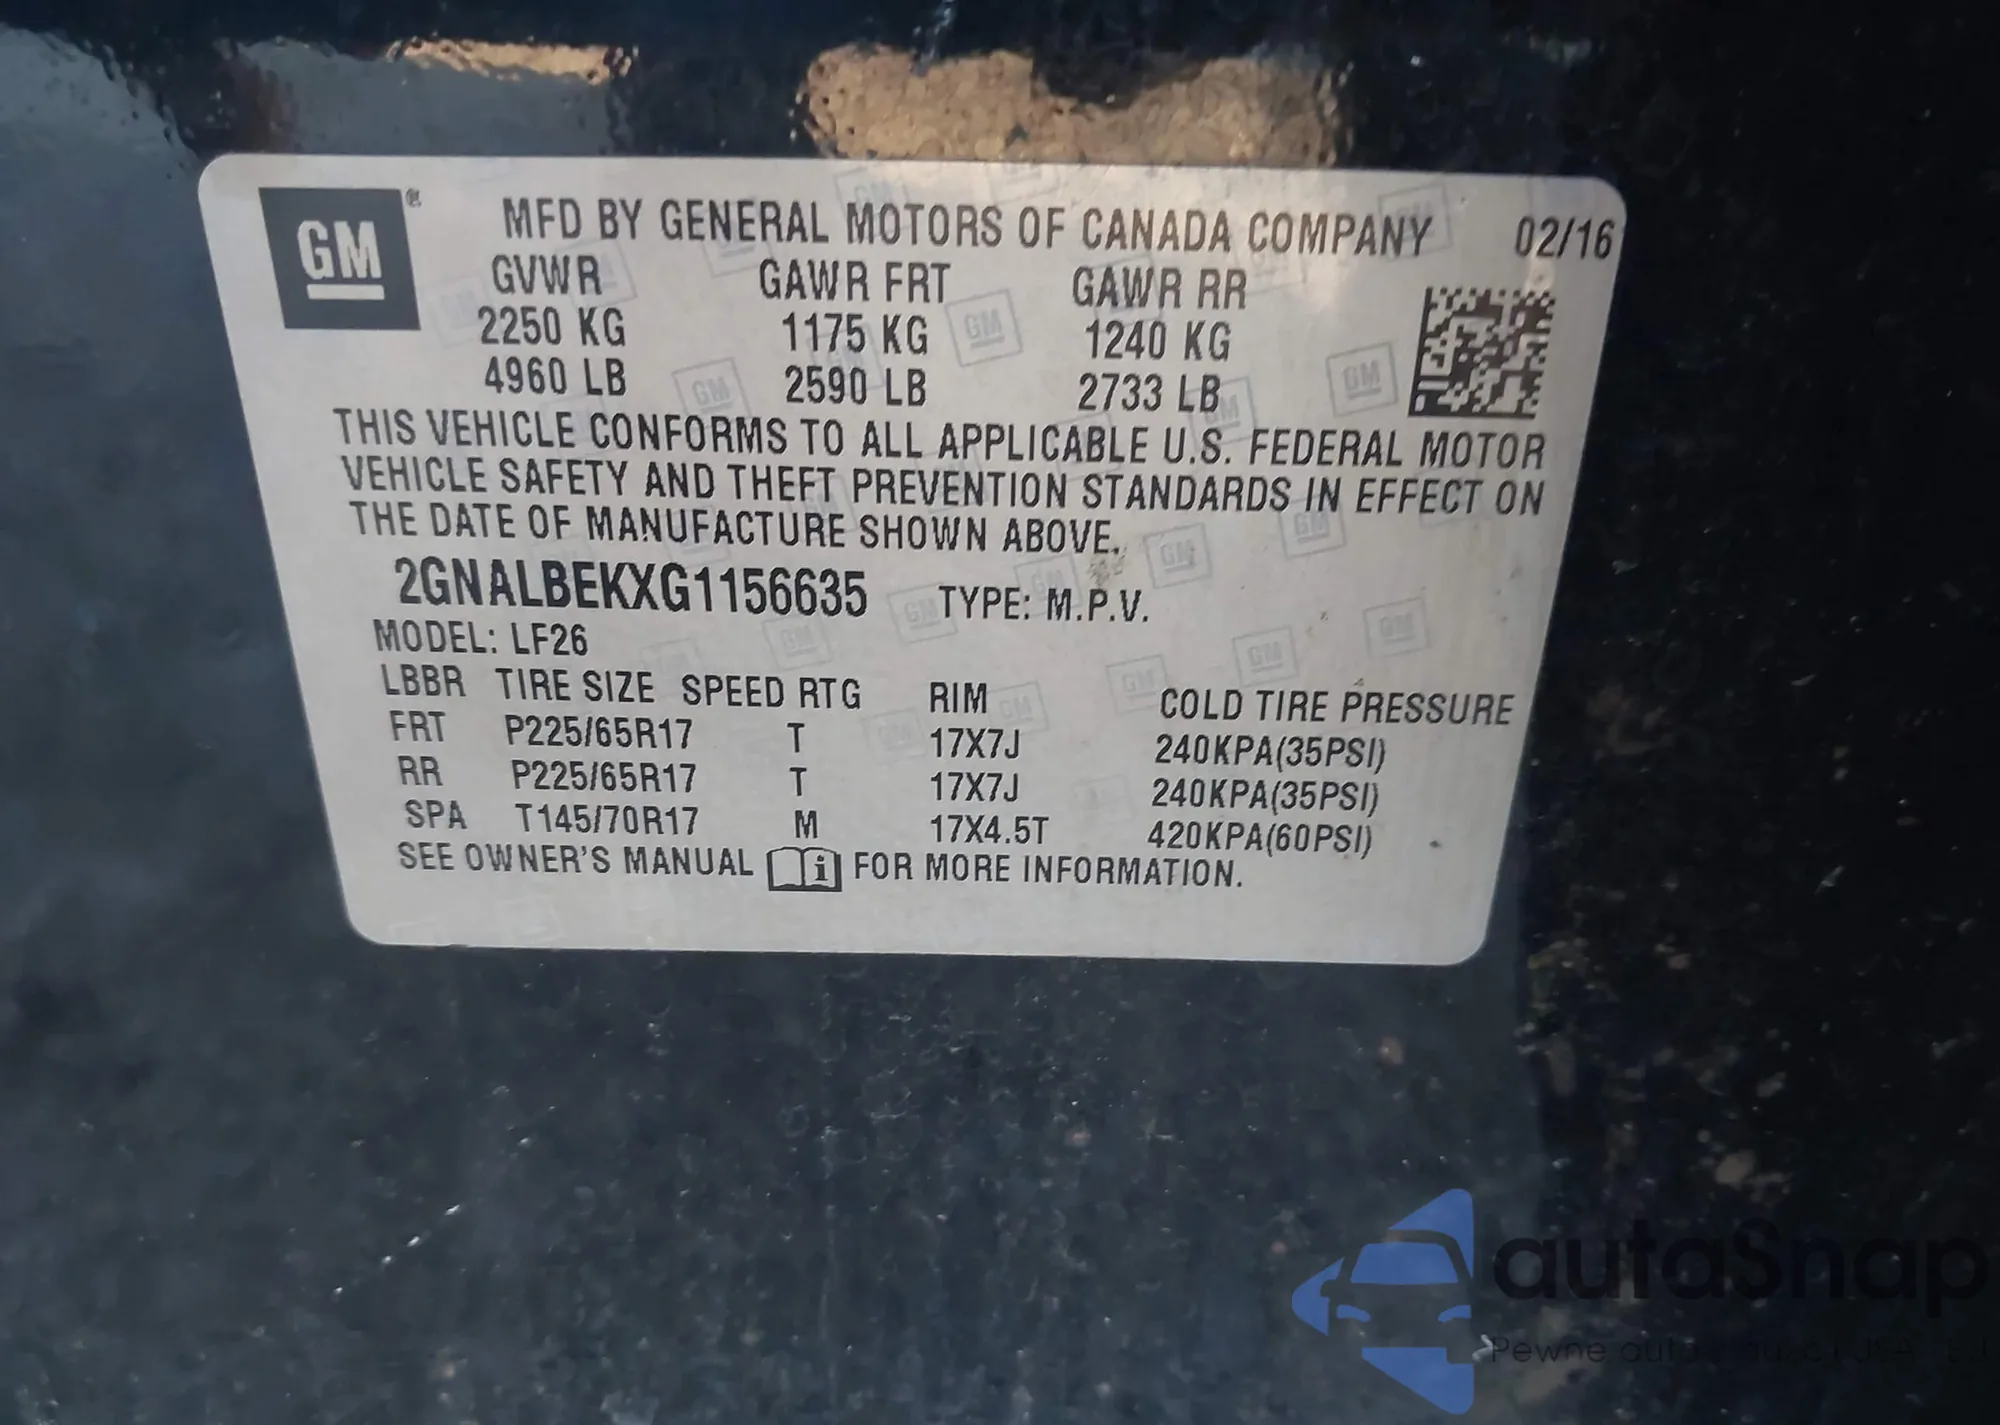 GM ®
MFD BY GENERAL MOTORS OF CANADA COMPANY 02/16
GVWR GAWR FRT GAWR RR
2250 KG 1175 KG 1240 KG
4960 LB 2590 LB 2733 LB
THIS VEHICLE CONFORMS TO ALL APPLICABLE U.S. FEDERAL MOTOR
VEHICLE SAFETY AND THEFT PREVENTION STANDARDS IN EFFECT ON
THE DATE OF MANUFACTURE SHOWN ABOVE.
2GNALBEKXG1156635 TYPE: M.P.V.
MODEL: LF26
LBBR TIRE SIZE SPEED RTG RIM COLD TIRE PRESSURE
FRT P225/65R17 T 17X7J 240KPA(35PSI)
RR P225/65R17 T 17X7J 240KPA(35PSI)
SPA T145/70R17 M 17X4.5T 420KPA(60PSI)
SEE OWNER'S MANUAL i FOR MORE INFORMATION.
autaSnap
Pewne auta